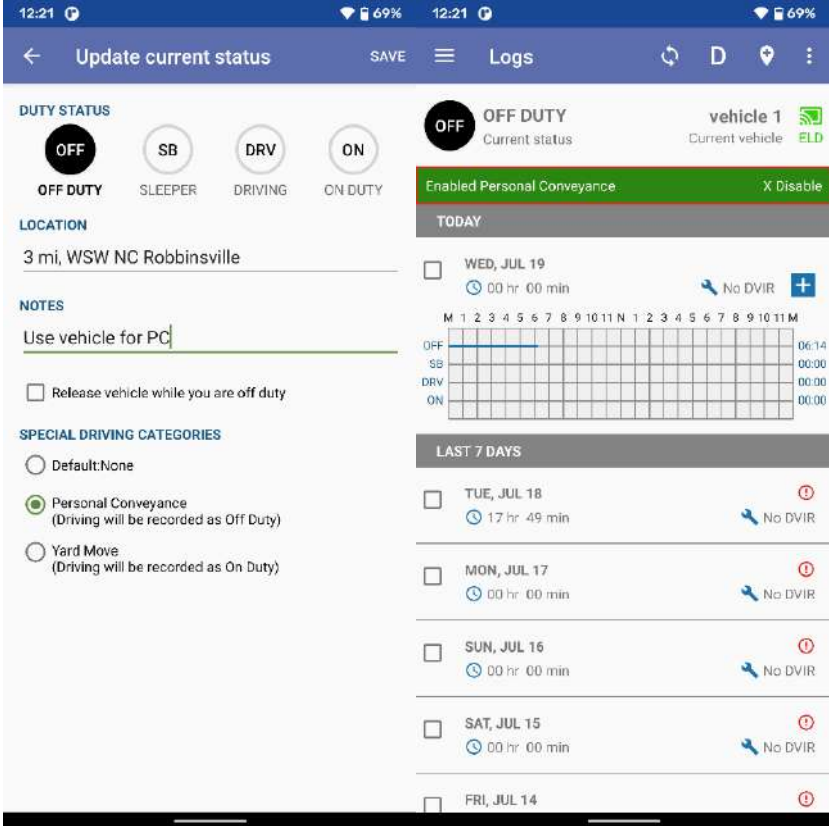 12:21 69%
Update current status SAVE
DUTY STATUS
OFF SB DRV ON
OFF DUTY SLEEPER DRIVING ON DUTY
LOCATION
3 mi, WSW NC Robbinsville
NOTES
Use vehicle for PC
Release vehicle while you are off duty
SPECIAL DRIVING CATEGORIES
Default:None
Personal Conveyance
(Driving will be recorded as Off Duty)
Yard Move
(Driving will be recorded as On Duty)
12:21 69%
Logs D
OFF OFF DUTY vehicle 1
Current status Current vehicle ELD
Enabled Personal Conveyance X Disable
TODAY
WED, JUL 19
00 hr 00 min No DVIR
M 1 2 3 4 5 6 7 8 9 10 11 N 1 2 3 4 5 6 7 8 9 10 11 M
OFF 06:14
SB 00:00
DRV 00:00
ON 00:00
LAST 7 DAYS
TUE, JUL 18
17 hr 49 min No DVIR
MON, JUL 17
00 hr 00 min No DVIR
SUN, JUL 16
00 hr 00 min No DVIR
SAT, JUL 15
00 hr 00 min No DVIR
FRI, JUL 14